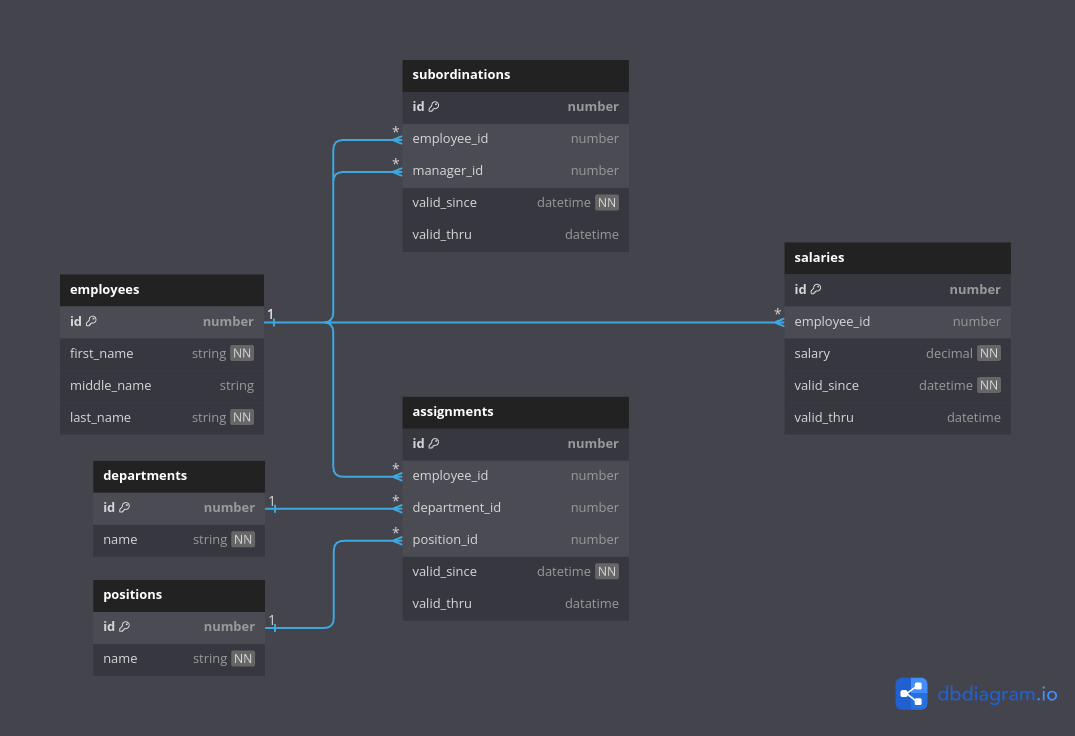 subordinations
id number
* employee_id number
* manager_id number
valid_since datetime NN
valid_thru datetime
employees
id number 1
first_name string NN
middle_name string
last_name string NN
salaries
id number
* employee_id number
salary decimal NN
valid_since datetime NN
valid_thru datetime
assignments
id number
* employee_id number
* department_id number
* position_id number
valid_since datetime NN
valid_thru datatime
departments
id number 1
name string NN
positions
id number 1
name string NN
dbdiagram.io